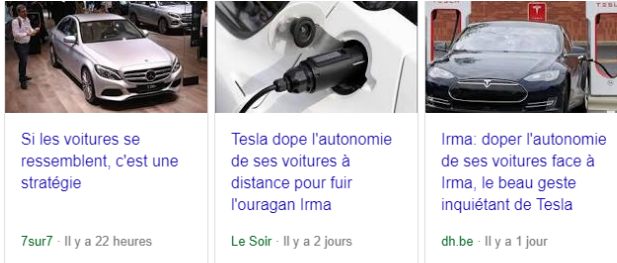 TESLA
Si les voitures se
ressemblent, c'est une
stratégie
7sur7 · Il y a 22 heures
Tesla dope l'autonomie
de ses voitures à
distance pour fuir
l'ouragan Irma
Le Soir · Il y a 2 jours
Irma: doper l'autonomie
de ses voitures face à
Irma, le beau geste
inquiétant de Tesla
dh.be · Il y a 1 jour